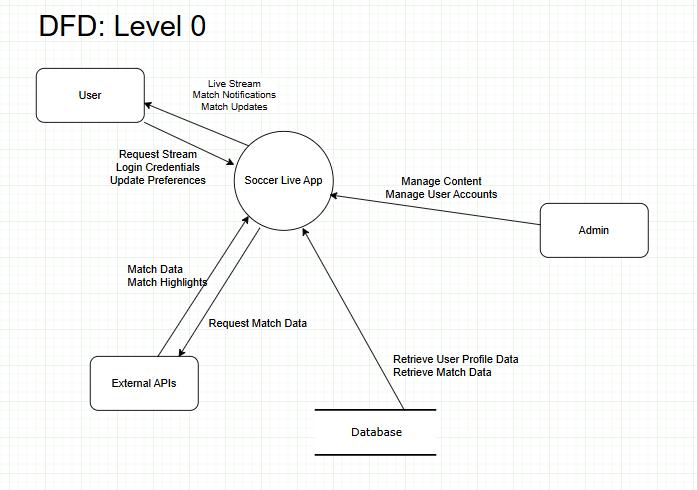 DFD: Level 0
User
Live Stream
Match Notifications
Match Updates
Request Stream
Login Credentials
Update Preferences
Soccer Live App
Manage Content
Manage User Accounts
Admin
Match Data
Match Highlights
Request Match Data
External APIs
Retrieve User Profile Data
Retrieve Match Data
Database